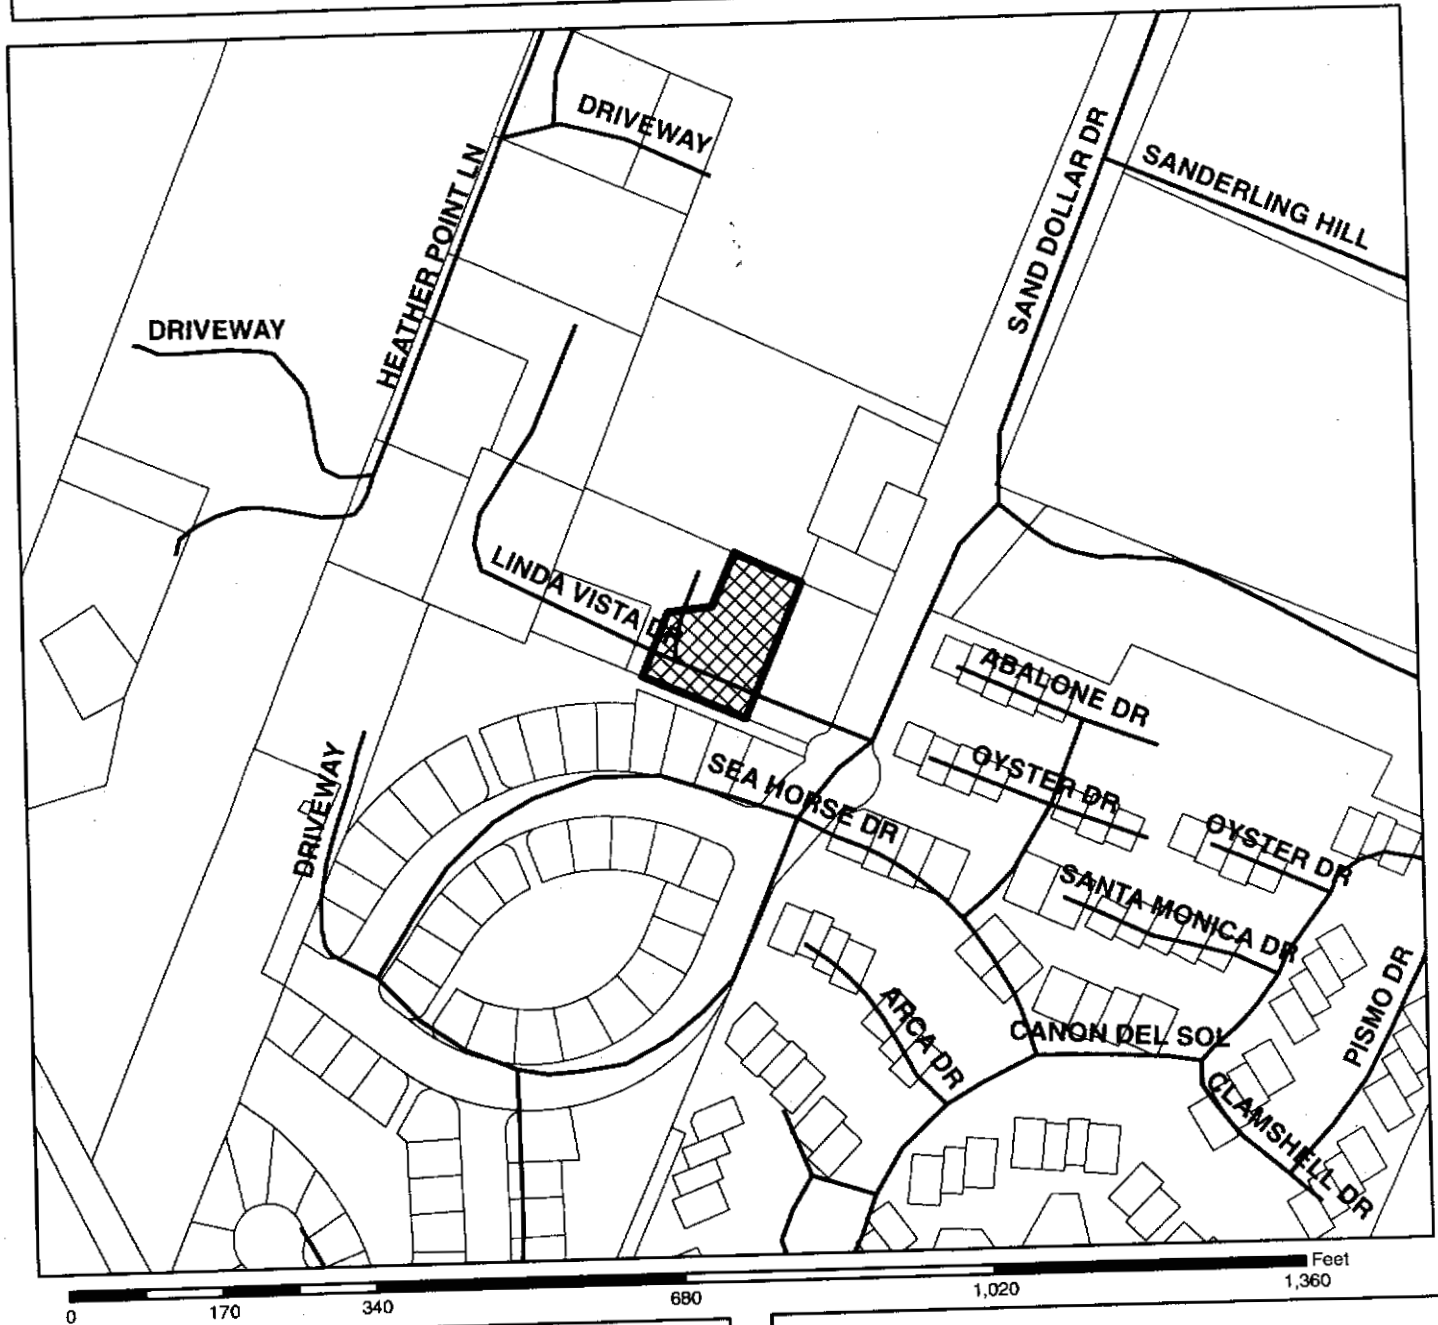 DRIVEWAY
SAND DOLLAR DR
SANDERLING HILL
HEATHER POINT LN
DRIVEWAY
LINDA VISTA DR
ABALONE DR
OYSTER DR
SEA HORSE DR
DRIVEWAY
OYSTER DR
SANTA MONICA DR
PISMO DR
ARCA DR
CANON DEL SOL
CLAMSHELL DR
Feet
0
170
340
680
1,020
1,360